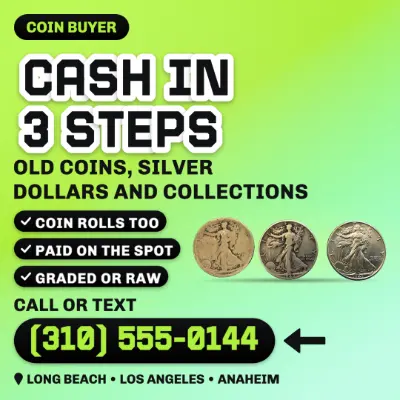 COIN BUYER
CASH IN
3 STEPS
OLD COINS, SILVER
DOLLARS AND COLLECTIONS
COIN ROLLS TOO
PAID ON THE SPOT
GRADED OR RAW
CALL OR TEXT
(310) 555-0144
LONG BEACH • LOS ANGELES • ANAHEIM